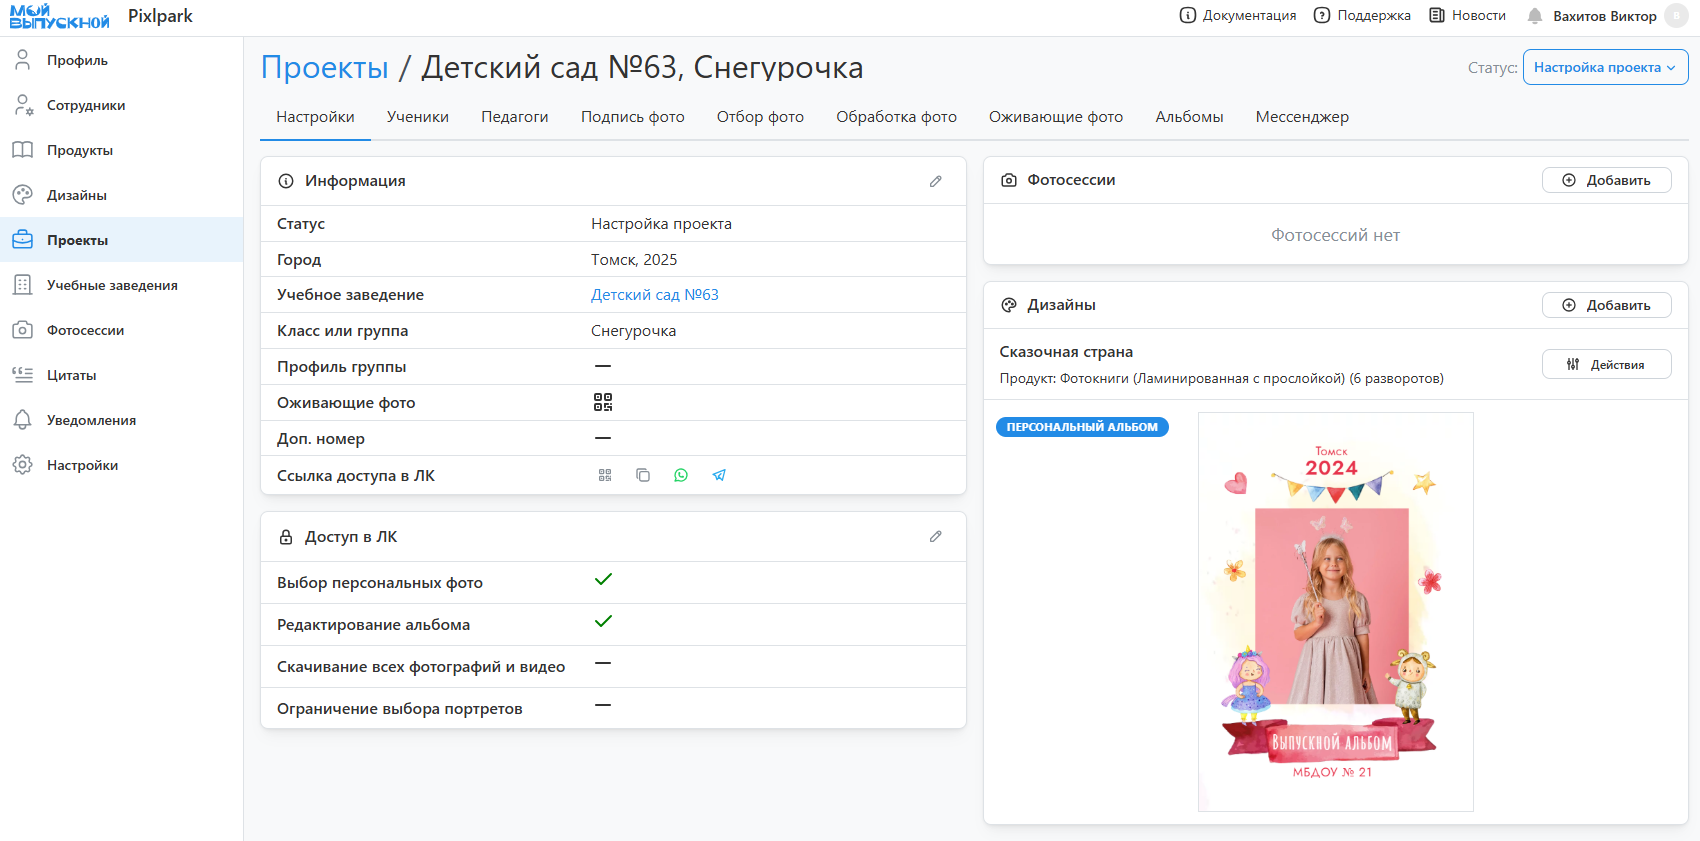 МОЙ ВЫПУСКНОЙ
Pixlpark
Документация
Поддержка
Новости
Вахитов Виктор
В
Профиль
Сотрудники
Продукты
Дизайны
Проекты
Учебные заведения
Фотосессии
Цитаты
Уведомления
Настройки
Проекты / Детский сад №63, Снегурочка
Статус: Настройка проекта
Настройки
Ученики
Педагоги
Подпись фото
Отбор фото
Обработка фото
Оживающие фото
Альбомы
Мессенджер
Информация
Статус Настройка проекта
Город Томск, 2025
Учебное заведение Детский сад №63
Класс или группа Снегурочка
Профиль группы —
Оживающие фото
Доп. номер —
Ссылка доступа в ЛК
Доступ в ЛК
Выбор персональных фото
Редактирование альбома
Скачивание всех фотографий и видео —
Ограничение выбора портретов —
Фотосессии
Добавить
Фотосессий нет
Дизайны
Добавить
Сказочная страна
Продукт: Фотокниги (Ламинированная с прослойкой) (6 разворотов)
Действия
ПЕРСОНАЛЬНЫЙ АЛЬБОМ
Томск
2024
Выпускной альбом
МБДОУ № 21